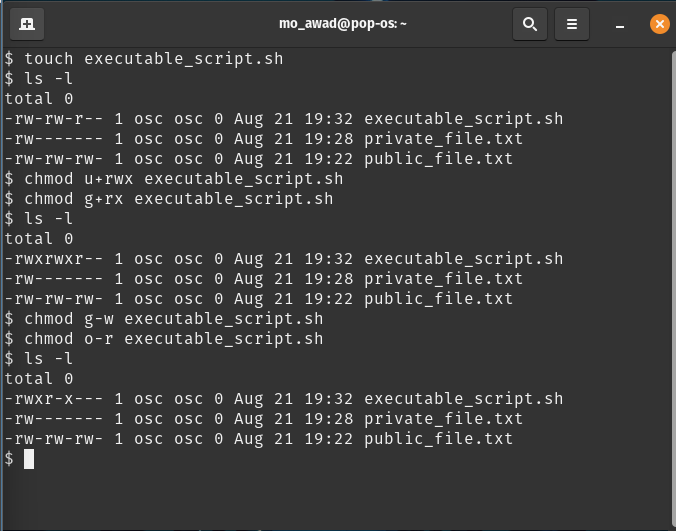 mo_awad@pop-os: ~
$ touch executable_script.sh
$ ls -l
total 0
-rw-rw-r-- 1 osc osc 0 Aug 21 19:32 executable_script.sh
-rw------- 1 osc osc 0 Aug 21 19:28 private_file.txt
-rw-rw-rw- 1 osc osc 0 Aug 21 19:22 public_file.txt
$ chmod u+rwx executable_script.sh
$ chmod g+rx executable_script.sh
$ ls -l
total 0
-rwxrwxr-- 1 osc osc 0 Aug 21 19:32 executable_script.sh
-rw------- 1 osc osc 0 Aug 21 19:28 private_file.txt
-rw-rw-rw- 1 osc osc 0 Aug 21 19:22 public_file.txt
$ chmod g-w executable_script.sh
$ chmod o-r executable_script.sh
$ ls -l
total 0
-rwxr-x--- 1 osc osc 0 Aug 21 19:32 executable_script.sh
-rw------- 1 osc osc 0 Aug 21 19:28 private_file.txt
-rw-rw-rw- 1 osc osc 0 Aug 21 19:22 public_file.txt
$